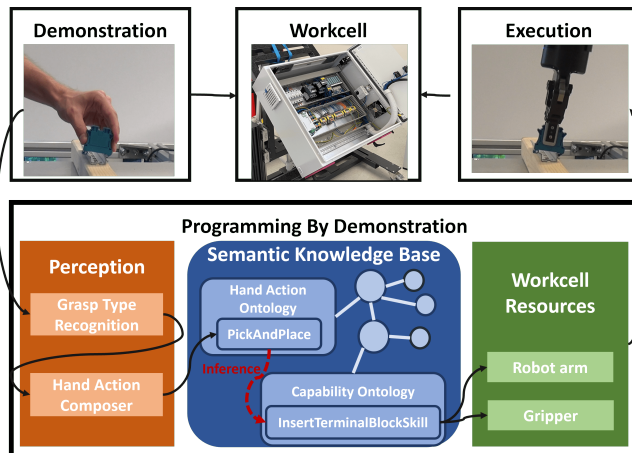 Demonstration
Workcell
Execution
Programming By Demonstration
Perception
Grasp Type
Recognition
Hand Action
Composer
Semantic Knowledge Base
Hand Action
Ontology
PickAndPlace
Inference
Capability Ontology
InsertTerminalBlockSkill
Workcell
Resources
Robot arm
Gripper